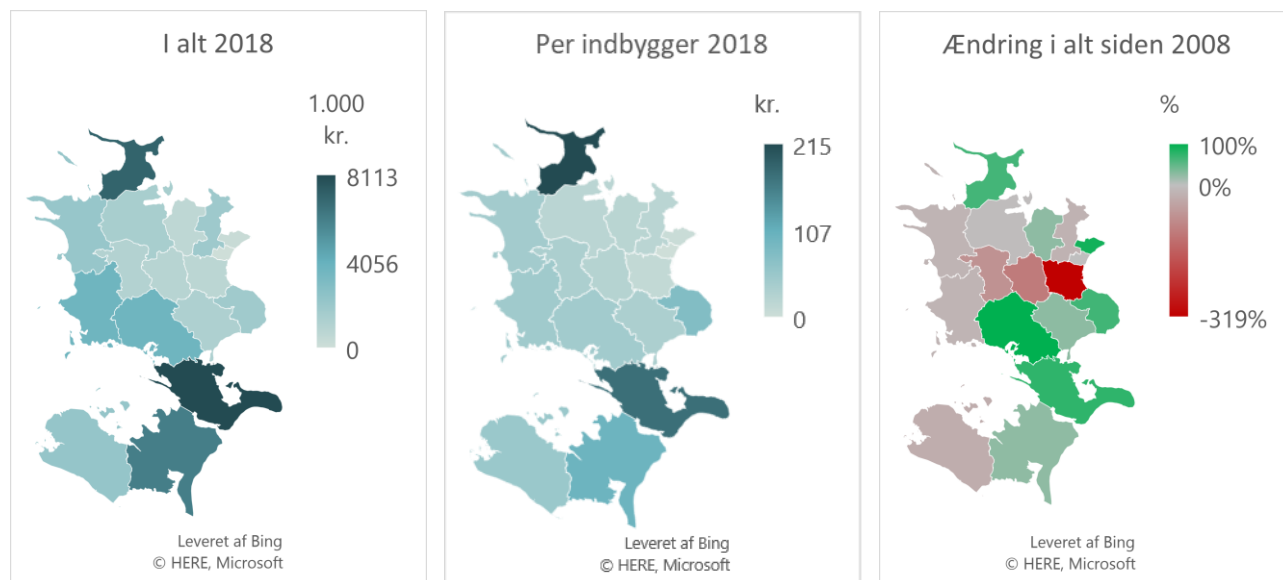 I alt 2018
1.000
kr.
8113
4056
0
Leveret af Bing
© HERE, Microsoft
Per indbygger 2018
kr.
215
107
0
Leveret af Bing
© HERE, Microsoft
Ændring i alt siden 2008
%
100%
0%
-319%
Leveret af Bing
© HERE, Microsoft